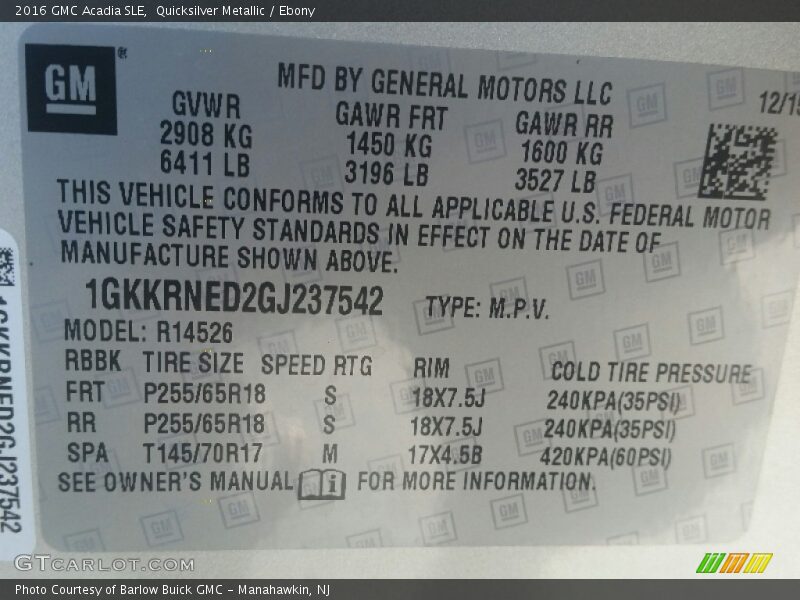 2016 GMC Acadia SLE,  Quicksilver Metallic / Ebony
GM ®
MFD BY GENERAL MOTORS LLC
GVWR GAWR FRT GAWR RR 12/15
2908 KG 1450 KG 1600 KG
6411 LB 3196 LB 3527 LB
THIS VEHICLE CONFORMS TO ALL APPLICABLE U.S. FEDERAL MOTOR
VEHICLE SAFETY STANDARDS IN EFFECT ON THE DATE OF
MANUFACTURE SHOWN ABOVE.
1GKKRNED2GJ237542 TYPE: M.P.V.
MODEL: R14526
RBBK TIRE SIZE SPEED RTG RIM COLD TIRE PRESSURE
FRT P255/65R18 S 18X7.5J 240KPA(35PSI)
RR P255/65R18 S 18X7.5J 240KPA(35PSI)
SPA T145/70R17 M 17X4.5B 420KPA(60PSI)
SEE OWNER'S MANUAL i FOR MORE INFORMATION.
1GKKRNED2GJ237542
GTCARLOT.COM
Photo Courtesy of Barlow Buick GMC - Manahawkin, NJ